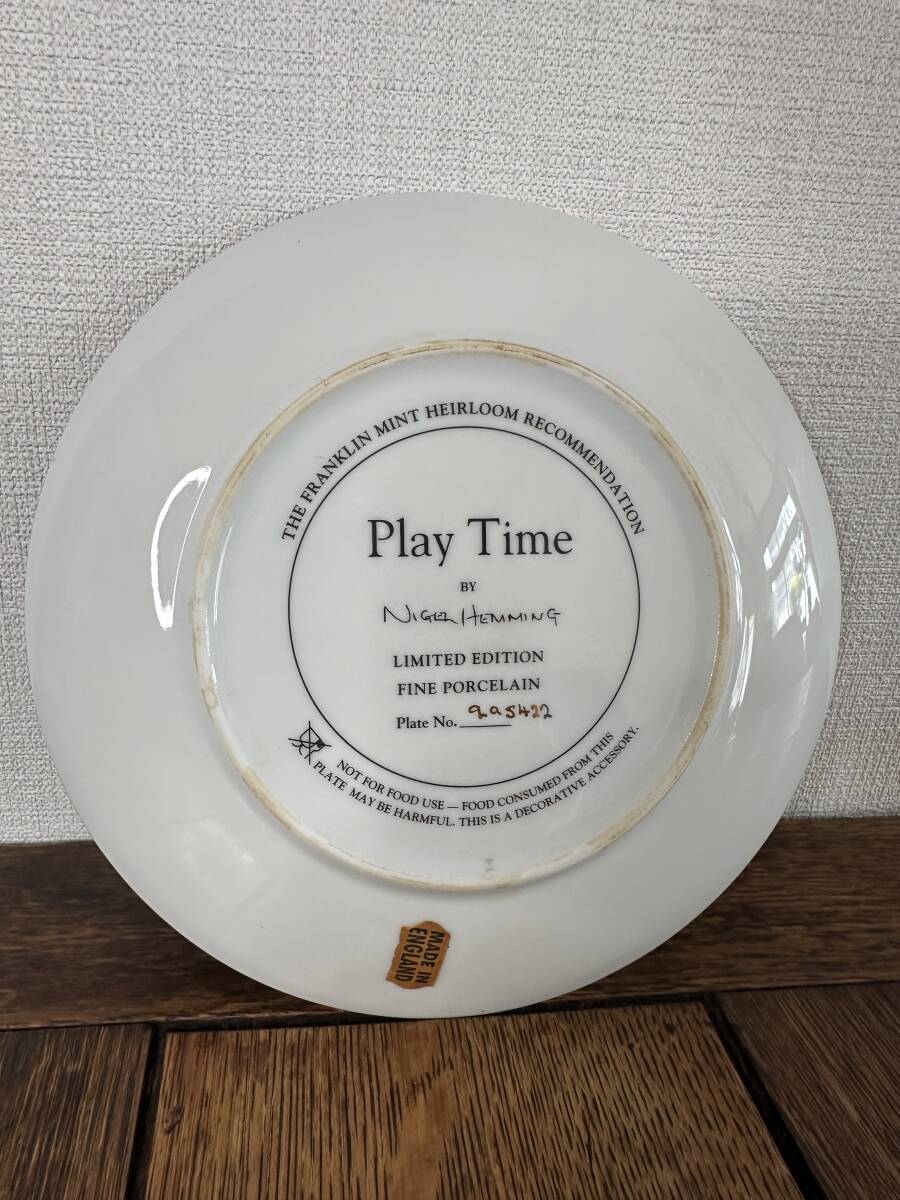 THE FRANKLIN MINT HEIRLOOM RECOMMENDATION
Play Time
BY
NIGEL HEMMING
LIMITED EDITION
FINE PORCELAIN
Plate No. QA5422
NOT FOR FOOD USE — FOOD CONSUMED FROM THIS
PLATE MAY BE HARMFUL. THIS IS A DECORATIVE ACCESSORY.
MADE IN
ENGLAND